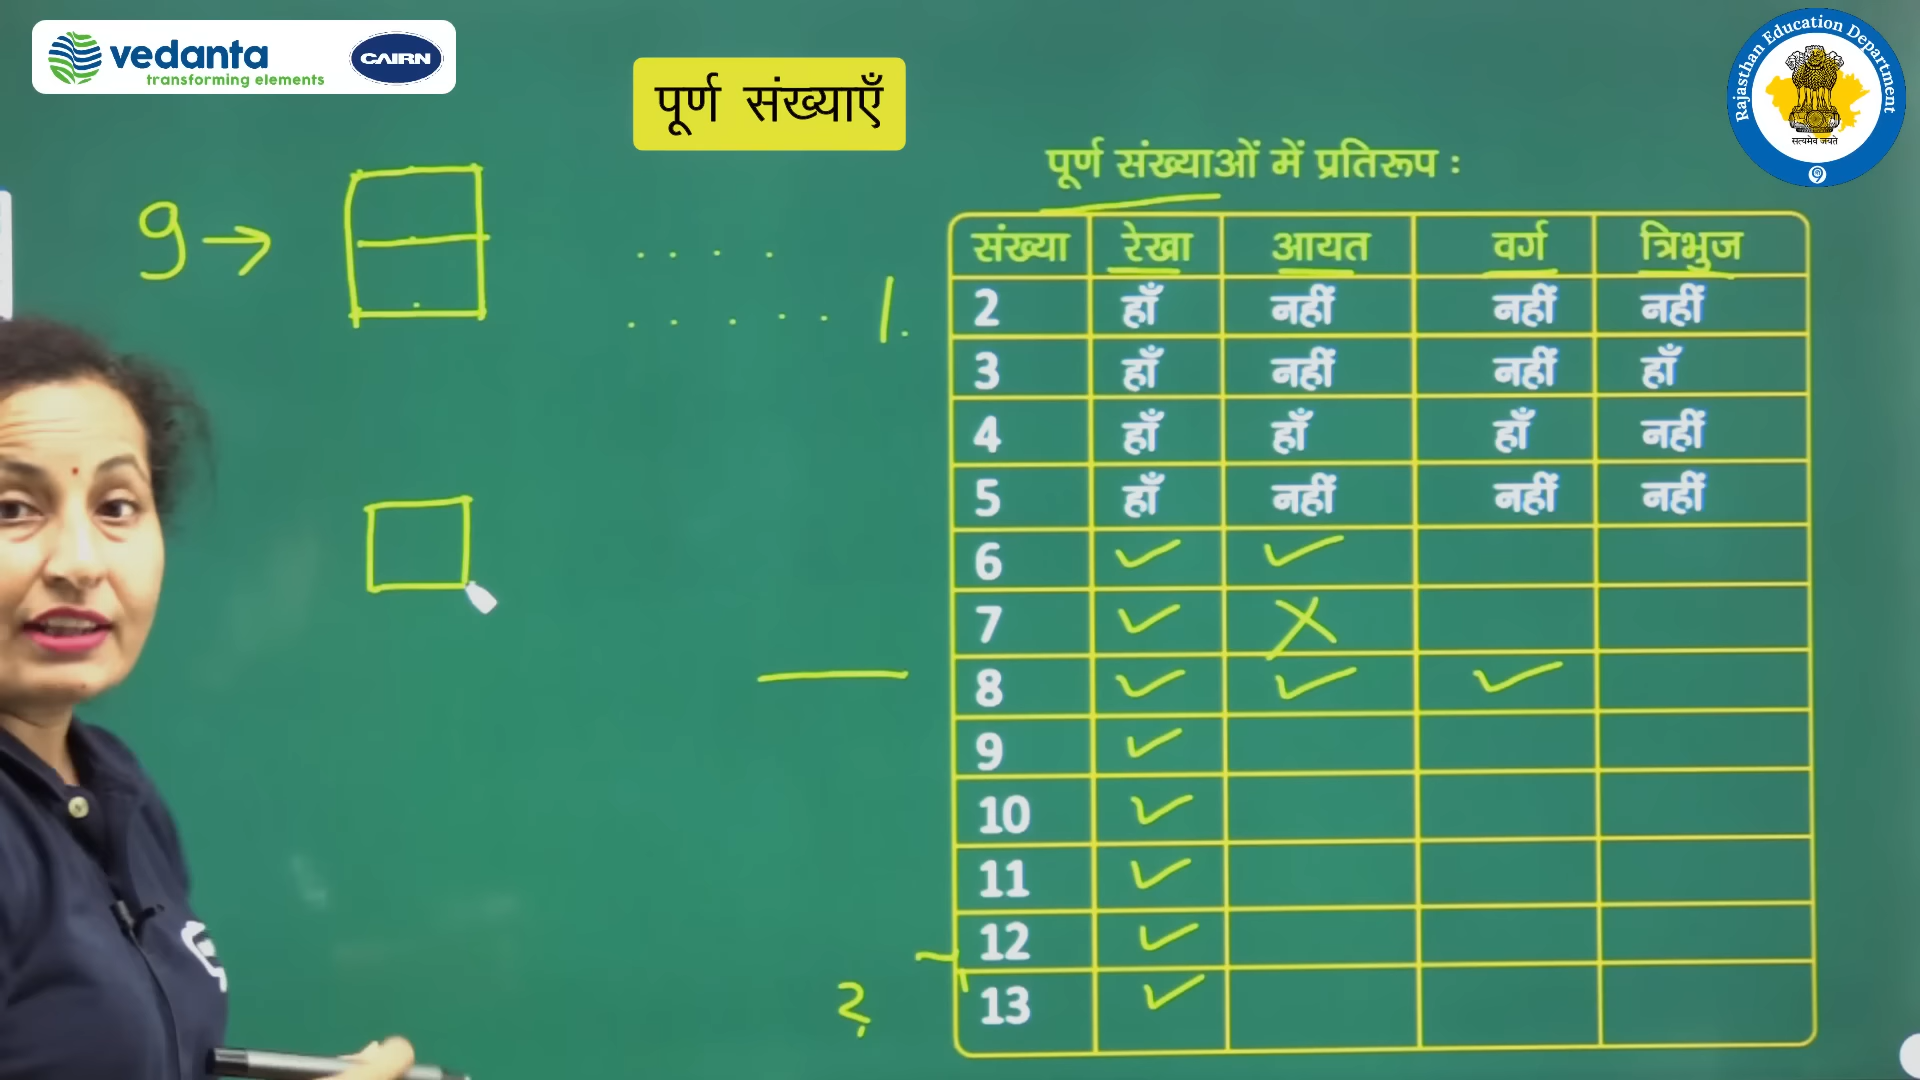 vedanta
transforming elements
CAIRN
पूर्ण संख्याएँ
Rajasthan Education Department
सत्यमेव जयते
पूर्ण संख्याओं में प्रतिरूप :
9 →
संख्या रेखा आयत वर्ग त्रिभुज
2 हाँ नहीं नहीं नहीं
3 हाँ नहीं नहीं हाँ
4 हाँ हाँ हाँ नहीं
5 हाँ नहीं नहीं नहीं
6 ✓ ✓
7 ✓ ✗
8 ✓ ✓ ✓
9 ✓
10 ✓
11 ✓
12 ✓
13 ✓